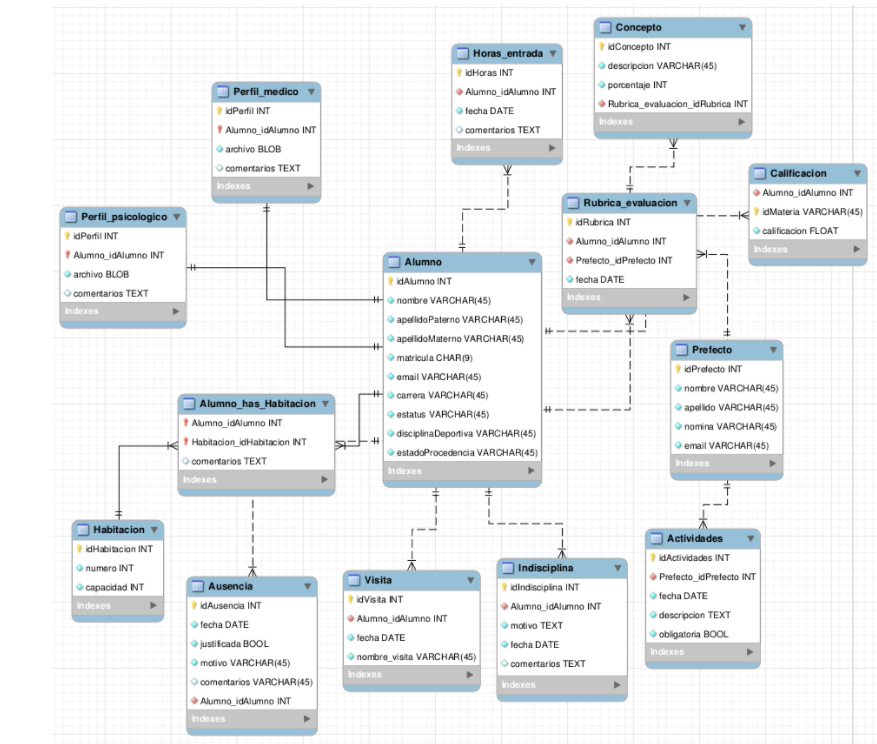 Concepto
idConcepto INT
descripcion VARCHAR(45)
porcentaje INT
Rubrica_evaluacion_idRubrica INT
Indexes
Horas_entrada
idHoras INT
Alumno_idAlumno INT
fecha DATE
comentarios TEXT
Indexes
Perfil_medico
idPerfil INT
Alumno_idAlumno INT
archivo BLOB
comentarios TEXT
Indexes
Calificacion
Alumno_idAlumno INT
idMateria VARCHAR(45)
calificacion FLOAT
Indexes
Rubrica_evaluacion
idRubrica INT
Alumno_idAlumno INT
Prefecto_idPrefecto INT
fecha DATE
Indexes
Perfil_psicologico
idPerfil INT
Alumno_idAlumno INT
archivo BLOB
comentarios TEXT
Indexes
Alumno
idAlumno INT
nombre VARCHAR(45)
apellidoPaterno VARCHAR(45)
apellidoMaterno VARCHAR(45)
matricula CHAR(9)
email VARCHAR(45)
carrera VARCHAR(45)
estatus VARCHAR(45)
disciplinaDeportiva VARCHAR(45)
estadoProcedencia VARCHAR(45)
Indexes
Prefecto
idPrefecto INT
nombre VARCHAR(45)
apellido VARCHAR(45)
nomina VARCHAR(45)
email VARCHAR(45)
Indexes
Alumno_has_Habitacion
Alumno_idAlumno INT
Habitacion_idHabitacion INT
comentarios TEXT
Indexes
Habitacion
idHabitacion INT
numero INT
capacidad INT
Indexes
Ausencia
idAusencia INT
fecha DATE
justificada BOOL
motivo VARCHAR(45)
comentarios VARCHAR(45)
Alumno_idAlumno INT
Indexes
Visita
idVisita INT
Alumno_idAlumno INT
fecha DATE
nombre_visita VARCHAR(45)
Indexes
Indisciplina
idIndisciplina INT
Alumno_idAlumno INT
motivo TEXT
fecha DATE
comentarios TEXT
Indexes
Actividades
idActividades INT
Prefecto_idPrefecto INT
fecha DATE
descripcion TEXT
obligatoria BOOL
Indexes